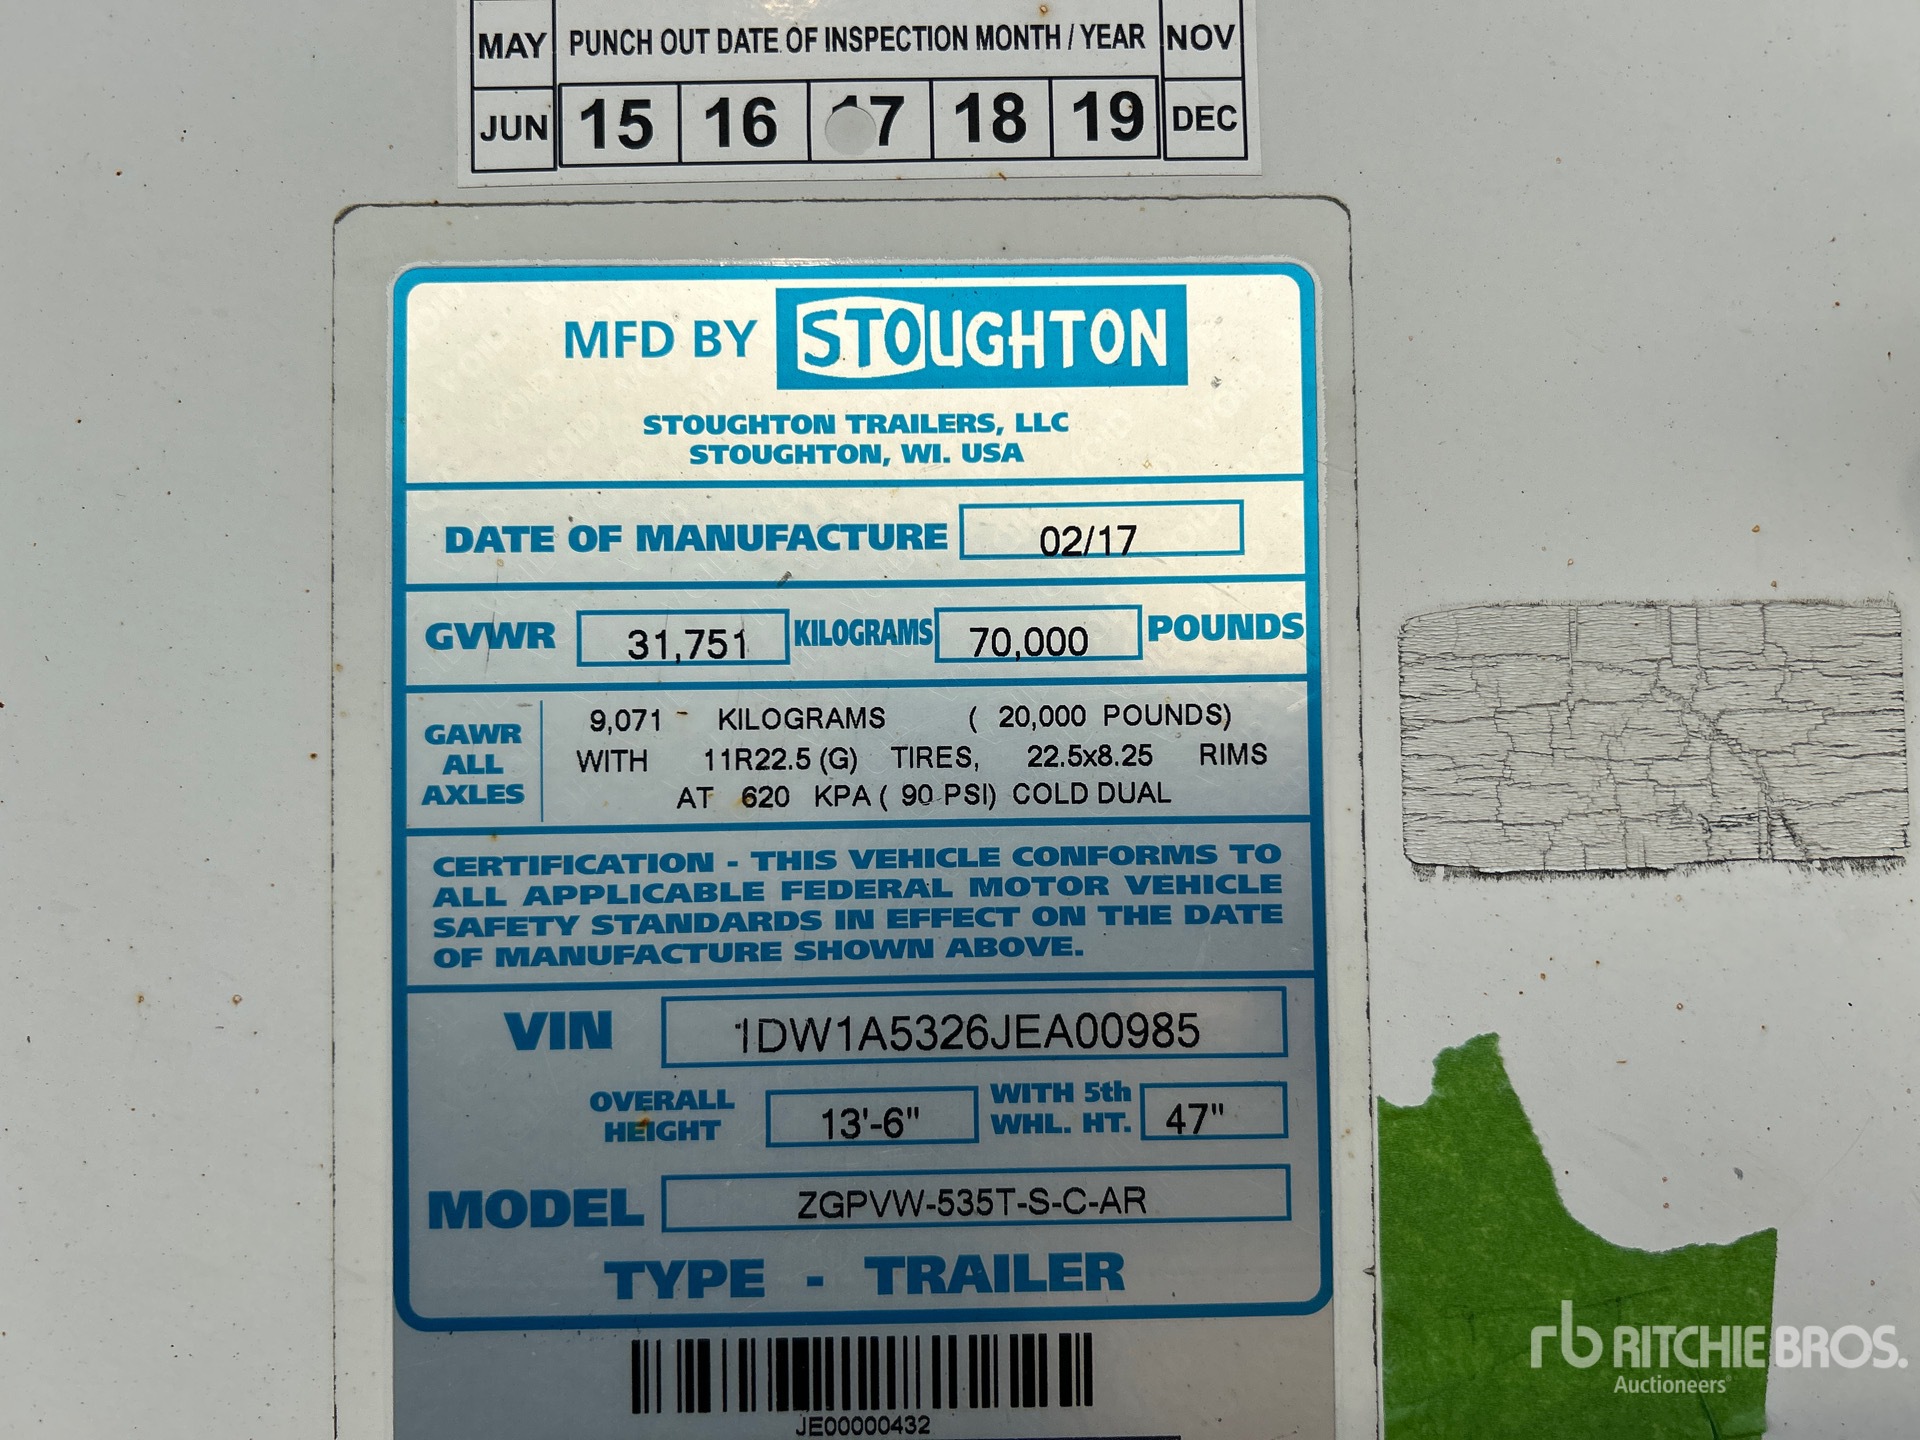 MAY PUNCH OUT DATE OF INSPECTION MONTH / YEAR NOV
JUN 15 16 17 18 19 DEC
MFD BY STOUGHTON
STOUGHTON TRAILERS, LLC
STOUGHTON, WI. USA
DATE OF MANUFACTURE 02/17
GVWR 31,751 KILOGRAMS 70,000 POUNDS
GAWR ALL AXLES
9,071 - KILOGRAMS ( 20,000 POUNDS)
WITH 11R22.5 (G) TIRES, 22.5x8.25 RIMS
AT 620 KPA ( 90 PSI) COLD DUAL
CERTIFICATION - THIS VEHICLE CONFORMS TO
ALL APPLICABLE FEDERAL MOTOR VEHICLE
SAFETY STANDARDS IN EFFECT ON THE DATE
OF MANUFACTURE SHOWN ABOVE.
VIN 1DW1A5326JEA00985
OVERALL HEIGHT 13'-6" WITH 5th WHL. HT. 47"
MODEL ZGPVW-535T-S-C-AR
TYPE - TRAILER
JE00000432
rb RITCHIE BROS.
Auctioneers